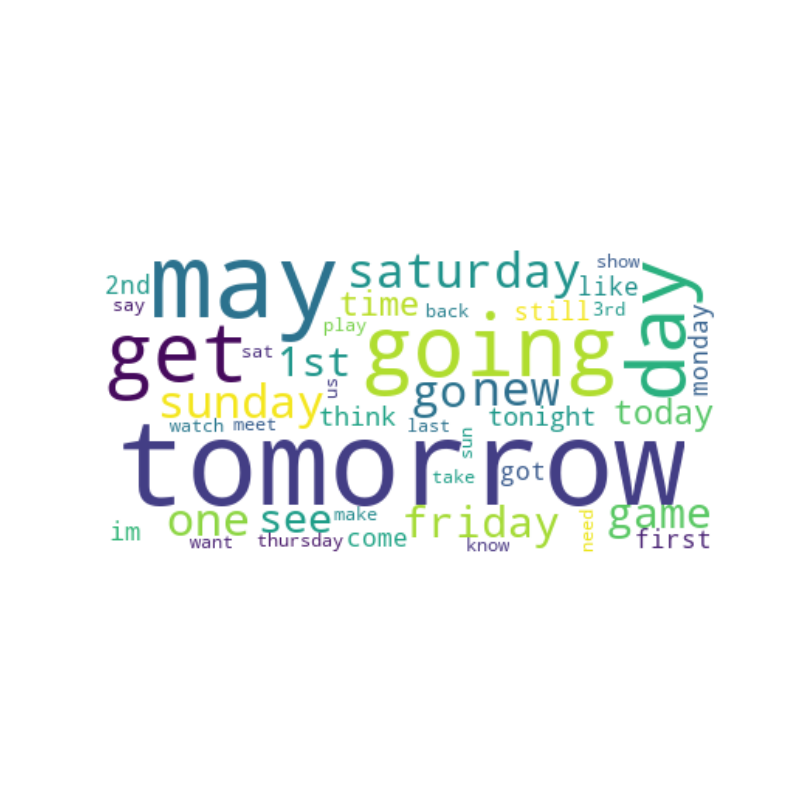 2nd may saturday show
say time back still like 3rd day monday
play
get sat 1st going
us go new
sunday think tonight today
watch meet last
tomorrow sun
take got
im one see make friday need game
want thursday come know first